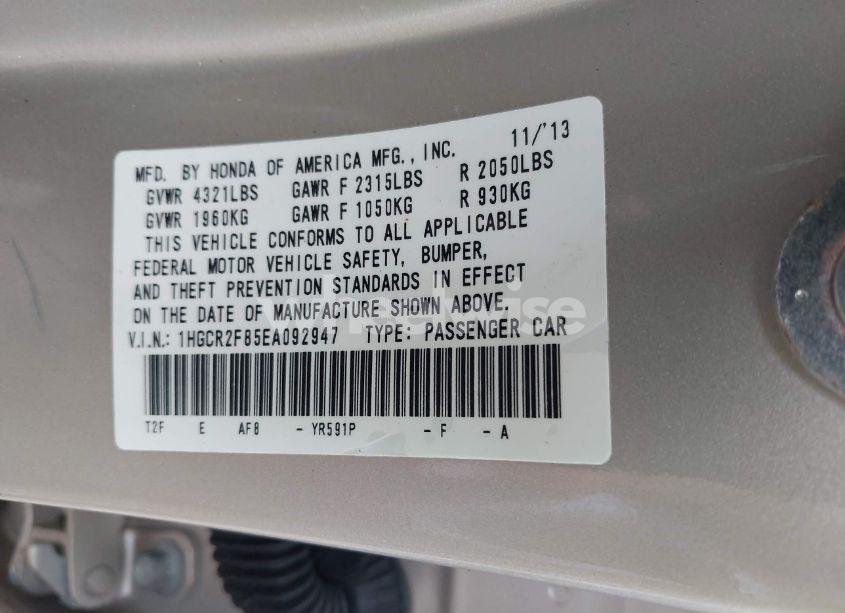 11/'13
MFD. BY HONDA OF AMERICA MFG., INC.
GVWR 4321LBS GAWR F 2315LBS R 2050LBS
GVWR 1960KG GAWR F 1050KG R 930KG
THIS VEHICLE CONFORMS TO ALL APPLICABLE
FEDERAL MOTOR VEHICLE SAFETY, BUMPER,
AND THEFT PREVENTION STANDARDS IN EFFECT
ON THE DATE OF MANUFACTURE SHOWN ABOVE.
wheelwise
V.I.N.: 1HGCR2F85EA092947 TYPE: PASSENGER CAR
T2F E AF8 - YR591P - F - A